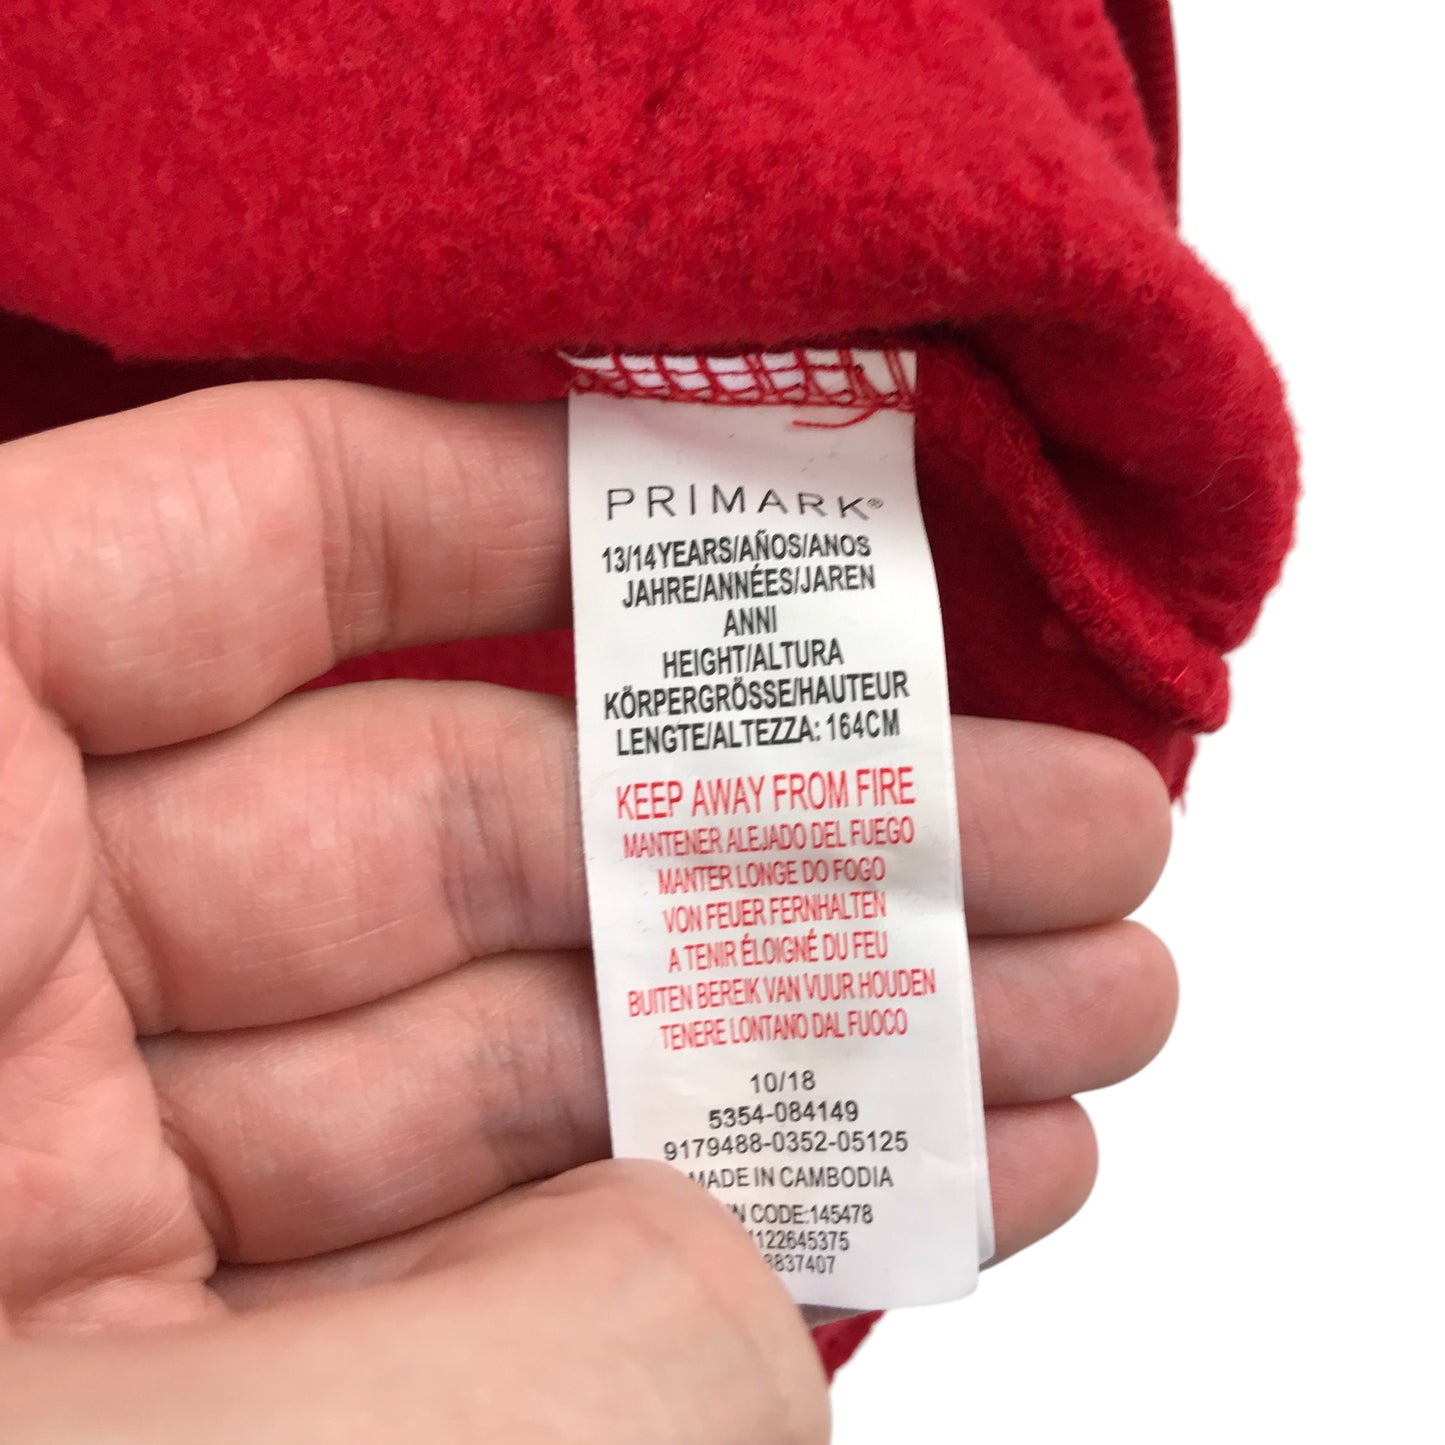 PRIMARK®
13/14YEARS/AÑOS/ANOS
JAHRE/ANNÉES/JAREN
ANNI
HEIGHT/ALTURA
KÖRPERGRÖSSE/HAUTEUR
LENGTE/ALTEZZA: 164CM
KEEP AWAY FROM FIRE
MANTENER ALEJADO DEL FUEGO
MANTER LONGE DO FOGO
VON FEUER FERNHALTEN
A TENIR ÉLOIGNÉ DU FEU
BUITEN BEREIK VAN VUUR HOUDEN
TENERE LONTANO DAL FUOCO
10/18
5354-084149
9179488-0352-05125
MADE IN CAMBODIA
CODE:145478